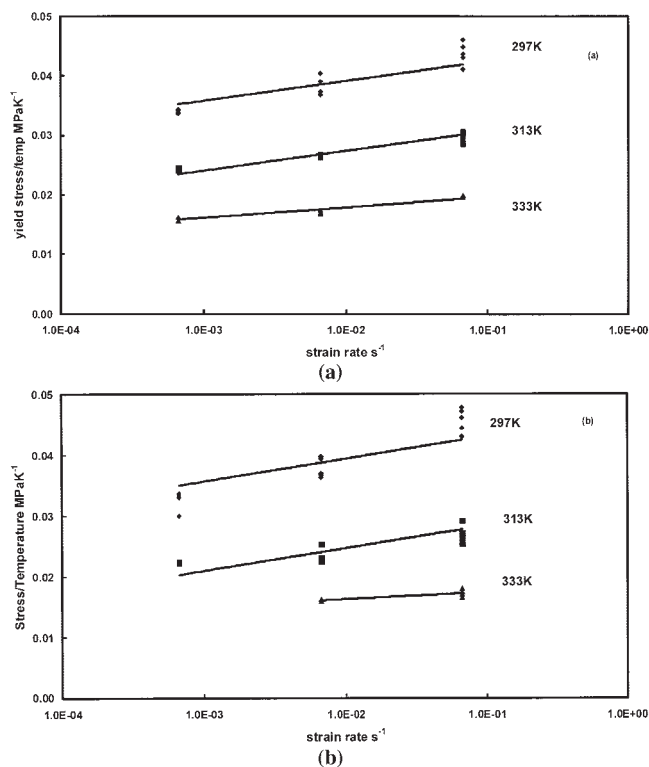 0.05
297K
(a)
0.04
313K
0.03
0.02
333K
0.01
0.00
yield stress/temp MPaK⁻¹
1.0E-04 1.0E-03 1.0E-02 1.0E-01 1.0E+00
strain rate s⁻¹
(a)
0.05
297K
(b)
0.04
313K
0.03
333K
0.02
0.01
0.00
Stress/Temperature MPaK⁻¹
1.0E-04 1.0E-03 1.0E-02 1.0E-01 1.0E+00
strain rate s⁻¹
(b)